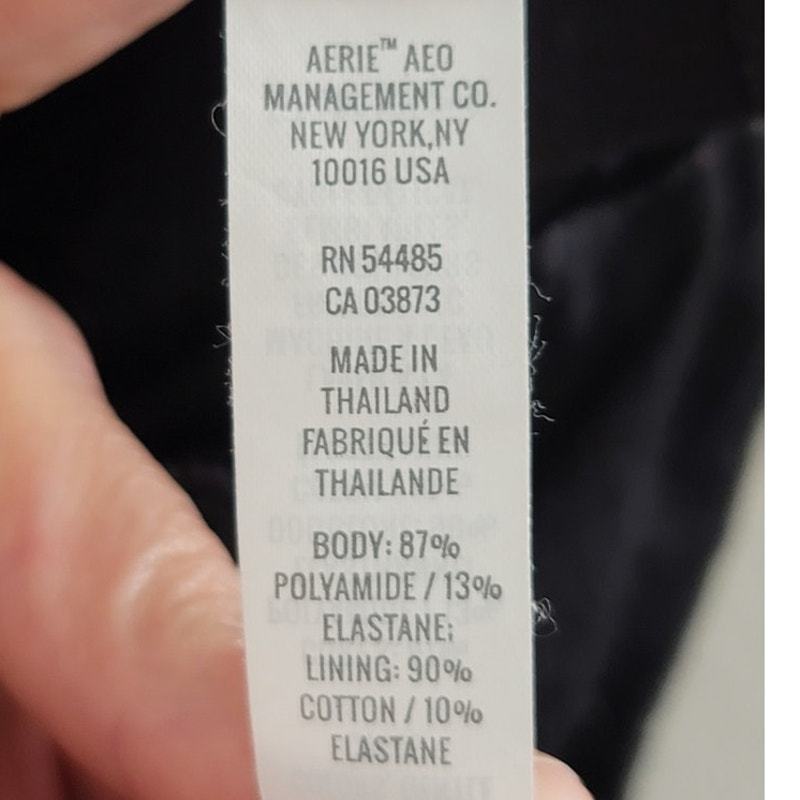 AERIE™ AEO
MANAGEMENT CO.
NEW YORK,NY
10016 USA
RN 54485
CA 03873
MADE IN
THAILAND
FABRIQUÉ EN
THAILANDE
BODY: 87%
POLYAMIDE / 13%
ELASTANE;
LINING: 90%
COTTON / 10%
ELASTANE